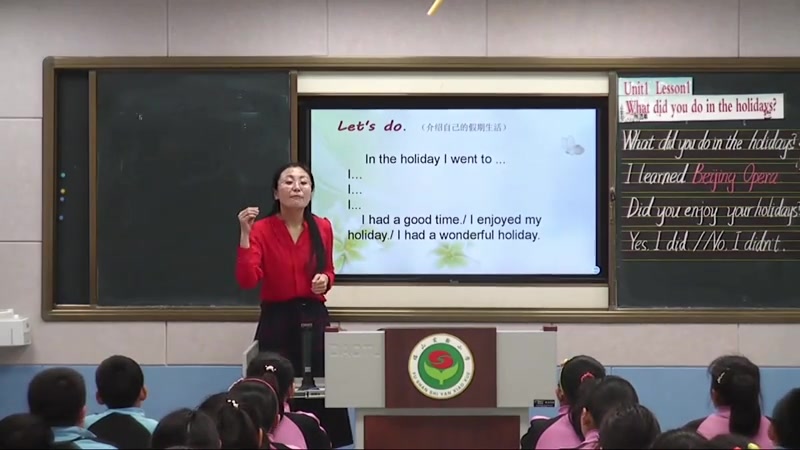 Let's do. （介绍自己的假期生活）
In the holiday I went to ...
I...
I...
I...
I had a good time./ I enjoyed my
holiday./ I had a wonderful holiday.
Unit1 Lesson1
What did you do in the holidays?
What did you do in the holidays?
I learned Beijing Opera
Did you enjoy your holidays?
Yes. I did / No. I didn't.